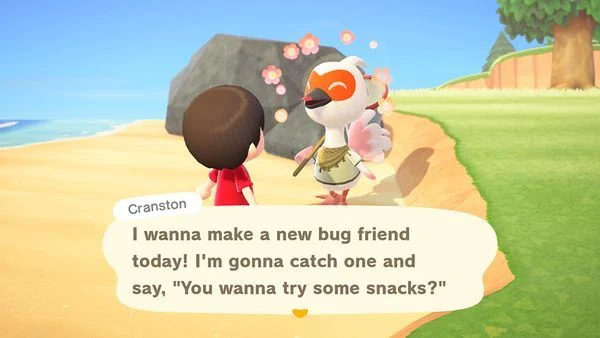 Cranston
I wanna make a new bug friend
today! I'm gonna catch one and
say, "You wanna try some snacks?"